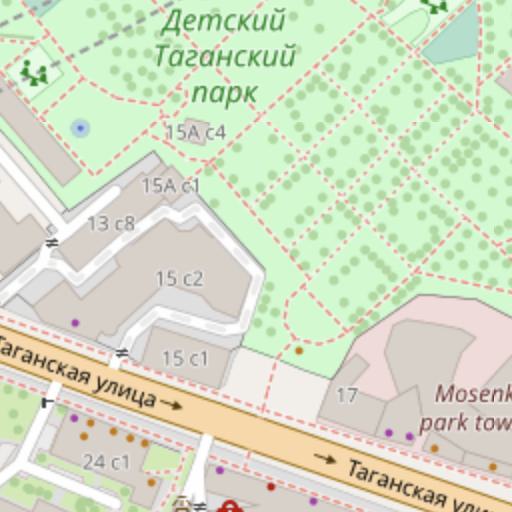 Детский
Таганский
парк
15А с4
15А с1
13 с8
15 с2
15 с1
Таганская улица
17
Mosenk
park tow
24 с1
Таганская ули